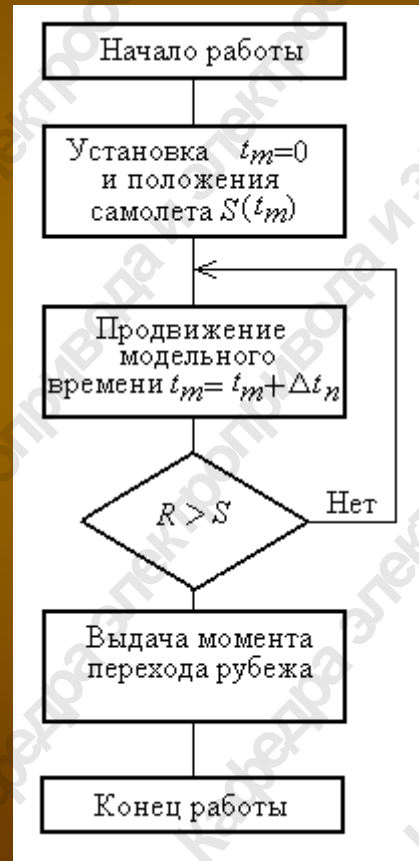 Начало работы
Установка tm=0
и положения
самолета S(tm)
Продвижение
модельного
времени tm= tm+Δtn
R > S
Нет
Выдача момента
перехода рубежа
Конец работы